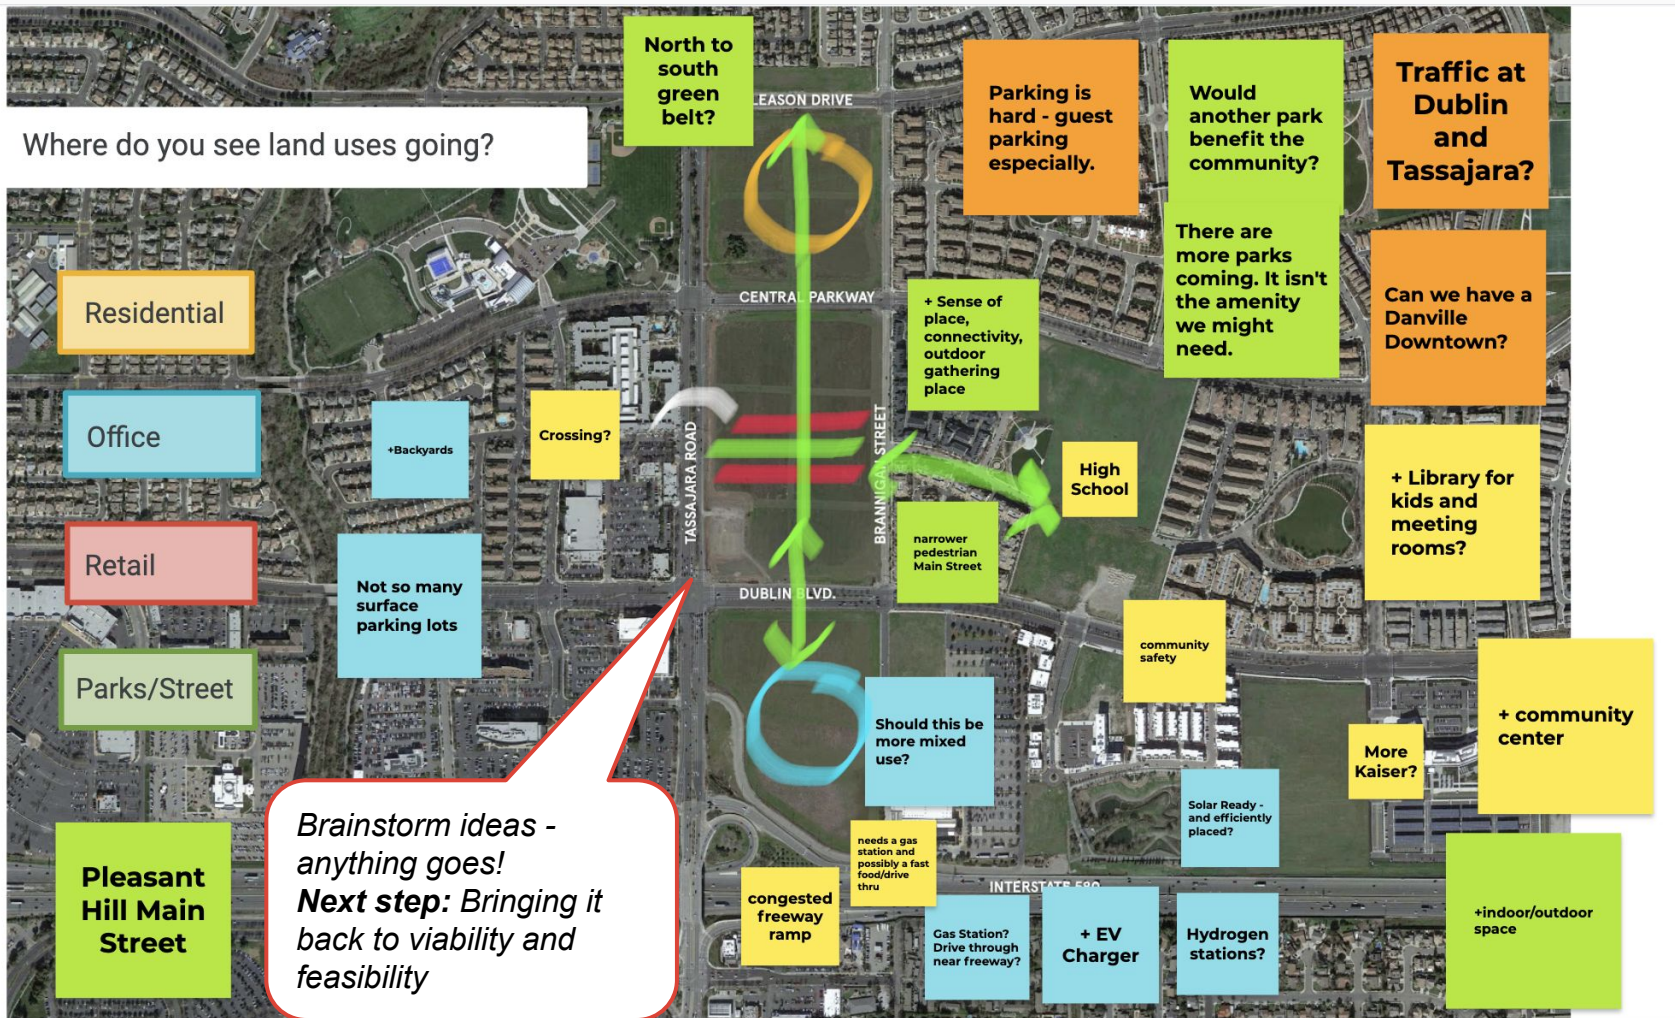 North to
south
green
belt?
LEASON DRIVE
Where do you see land uses going?
Parking is
hard - guest
parking
especially.
Would
another park
benefit the
community?
Traffic at
Dublin
and
Tassajara?
There are
more parks
coming. It isn't
the amenity
we might
need.
Can we have a
Danville
Downtown?
Residential
CENTRAL PARKWAY
+ Sense of
place,
connectivity,
outdoor
gathering
place
Office
+Backyards
Crossing?
TASSAJARA ROAD
BRANNIGAN STREET
High
School
+ Library for
kids and
meeting
rooms?
Retail
Not so many
surface
parking lots
narrower
pedestrian
Main Street
DUBLIN BLVD.
community
safety
Parks/Street
Should this be
more mixed
use?
More
Kaiser?
+ community
center
Brainstorm ideas -
anything goes!
Next step: Bringing it
back to viability and
feasibility
Solar Ready -
and efficiently
placed?
Pleasant
Hill Main
Street
needs a gas
station and
possibly a fast
food/drive
thru
congested
freeway
ramp
INTERSTATE 580
Gas Station?
Drive through
near freeway?
+ EV
Charger
Hydrogen
stations?
+indoor/outdoor
space